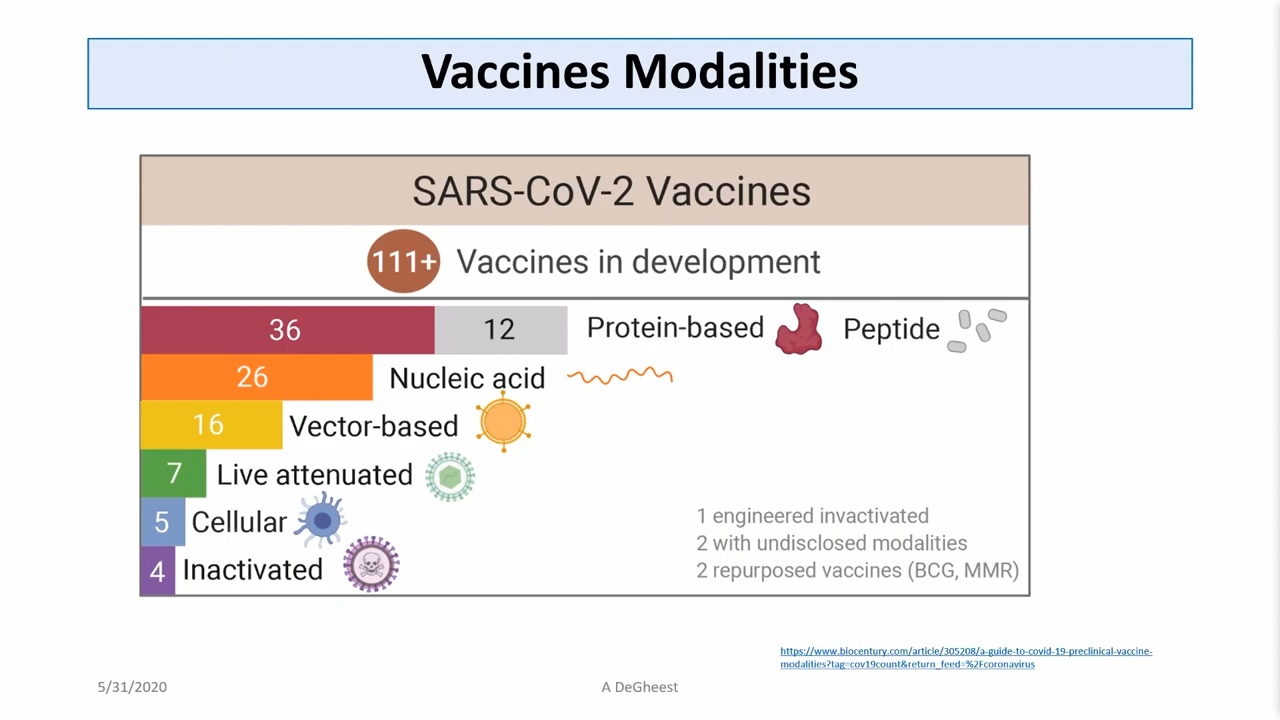 Vaccines Modalities
SARS-CoV-2 Vaccines
111+ Vaccines in development
36 12 Protein-based Peptide
26 Nucleic acid
16 Vector-based
7 Live attenuated
5 Cellular
4 Inactivated
1 engineered invactivated
2 with undisclosed modalities
2 repurposed vaccines (BCG, MMR)
https://www.biocentury.com/article/305208/a-guide-to-covid-19-preclinical-vaccine-
modalities?tag=cov19count&return_feed=%2Fcoronavirus
5/31/2020 A DeGheest